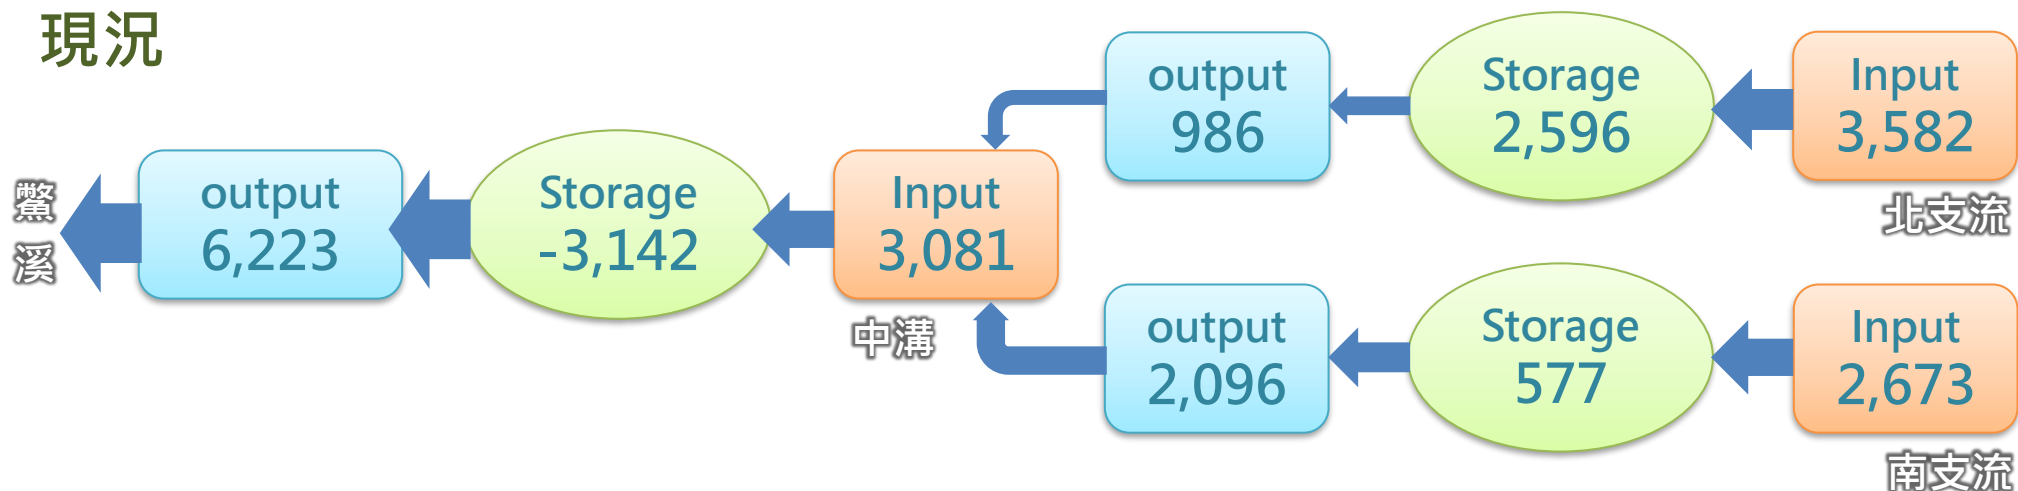 現況
output
986
Storage
2,596
Input
3,582
北支流
鱉
溪
output
6,223
Storage
-3,142
Input
3,081
中溝
output
2,096
Storage
577
Input
2,673
南支流